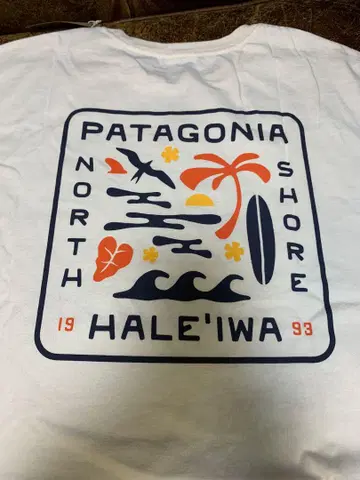 PATAGONIA
NORTH
SHORE
19 HALE'IWA 93